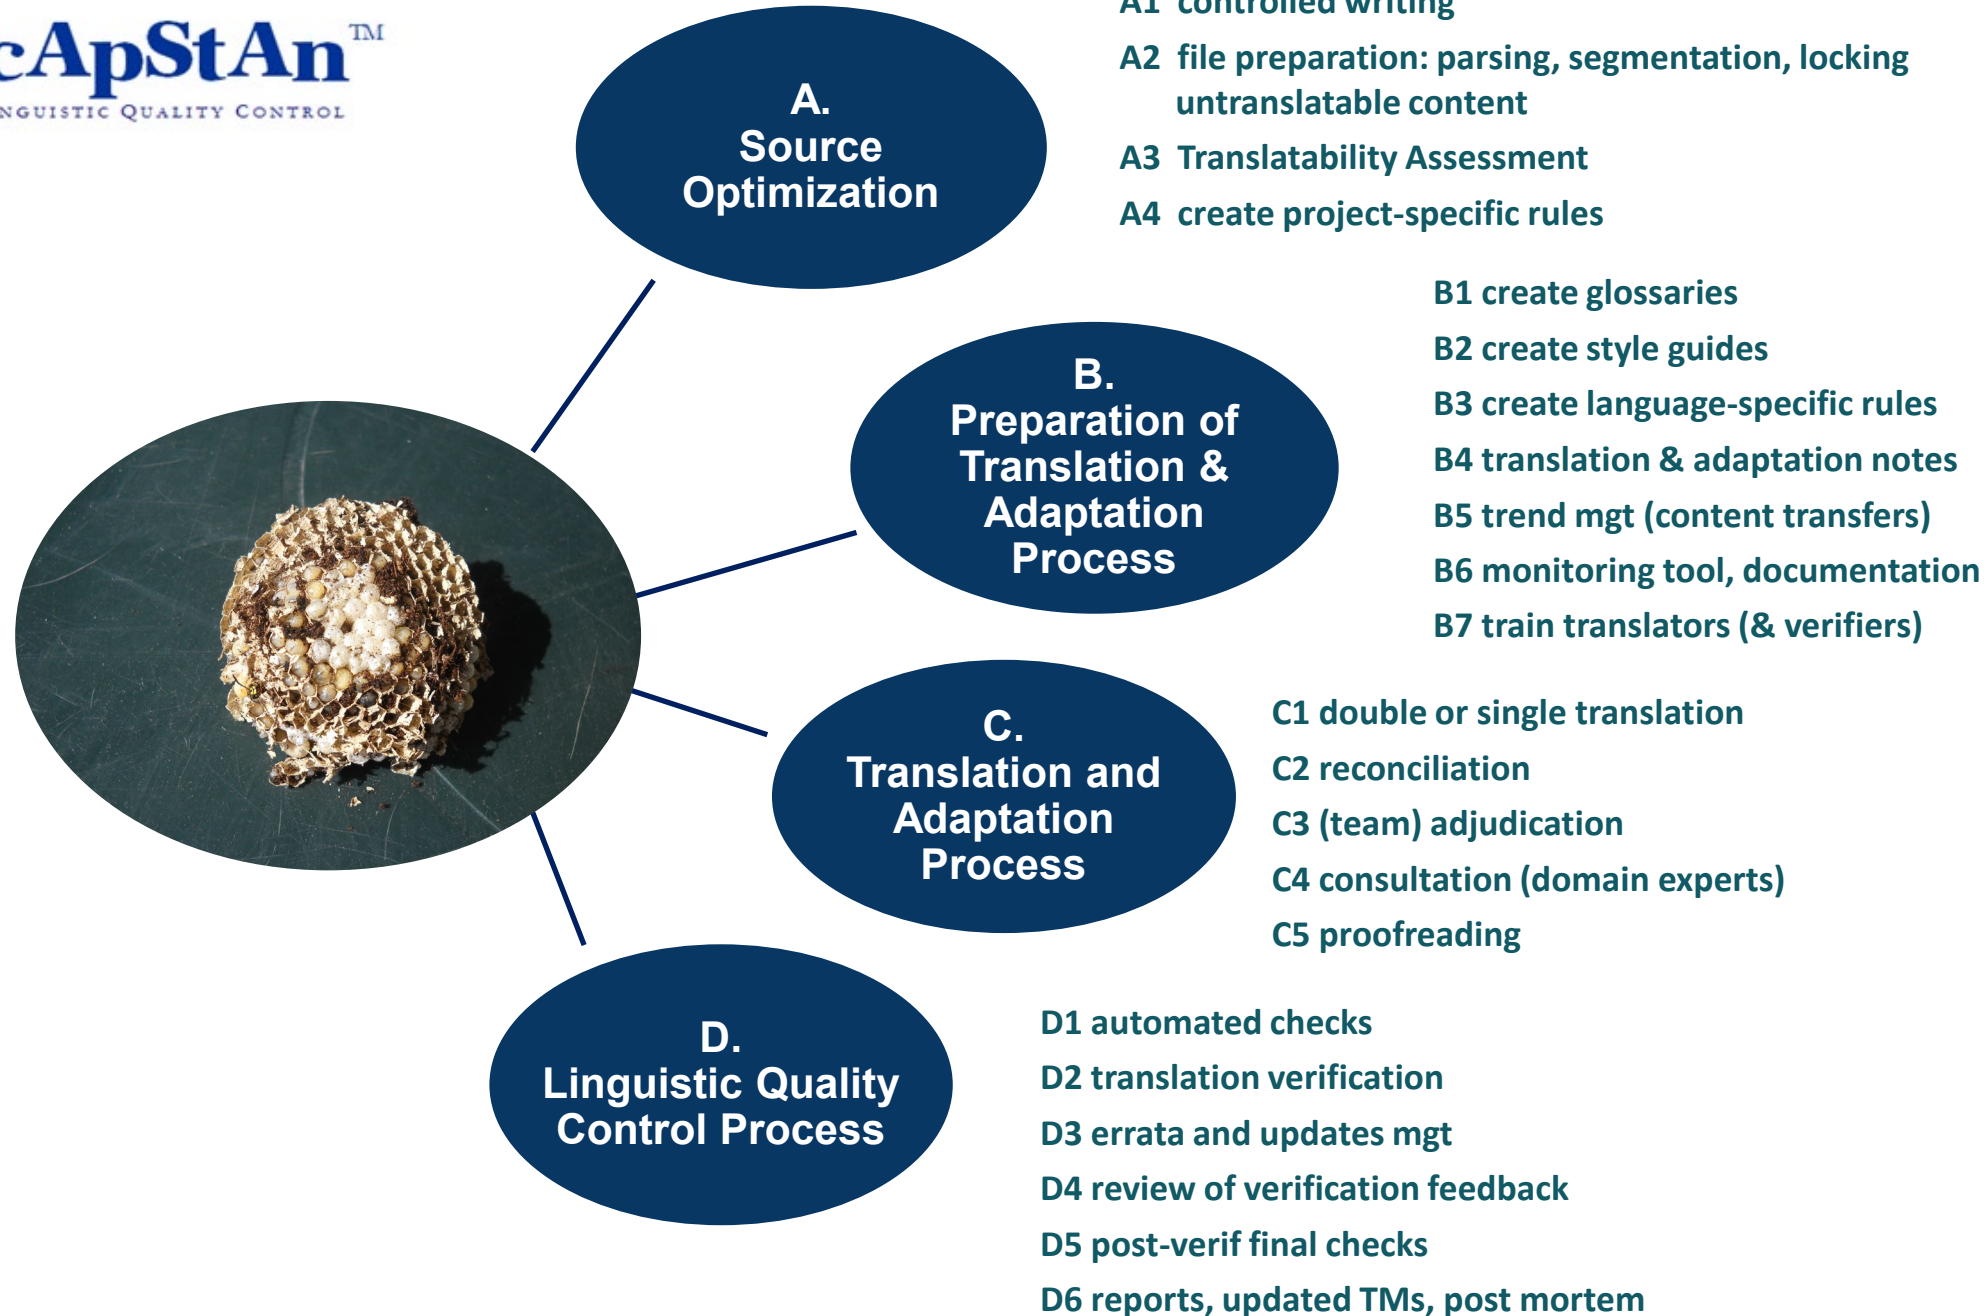 cApStAn™
LINGUISTIC QUALITY CONTROL
A.
Source
Optimization
A1 controlled writing
A2 file preparation: parsing, segmentation, locking
untranslatable content
A3 Translatability Assessment
A4 create project-specific rules
B.
Preparation of
Translation &
Adaptation
Process
B1 create glossaries
B2 create style guides
B3 create language-specific rules
B4 translation & adaptation notes
B5 trend mgt (content transfers)
B6 monitoring tool, documentation
B7 train translators (& verifiers)
C.
Translation and
Adaptation
Process
C1 double or single translation
C2 reconciliation
C3 (team) adjudication
C4 consultation (domain experts)
C5 proofreading
D.
Linguistic Quality
Control Process
D1 automated checks
D2 translation verification
D3 errata and updates mgt
D4 review of verification feedback
D5 post-verif final checks
D6 reports, updated TMs, post mortem